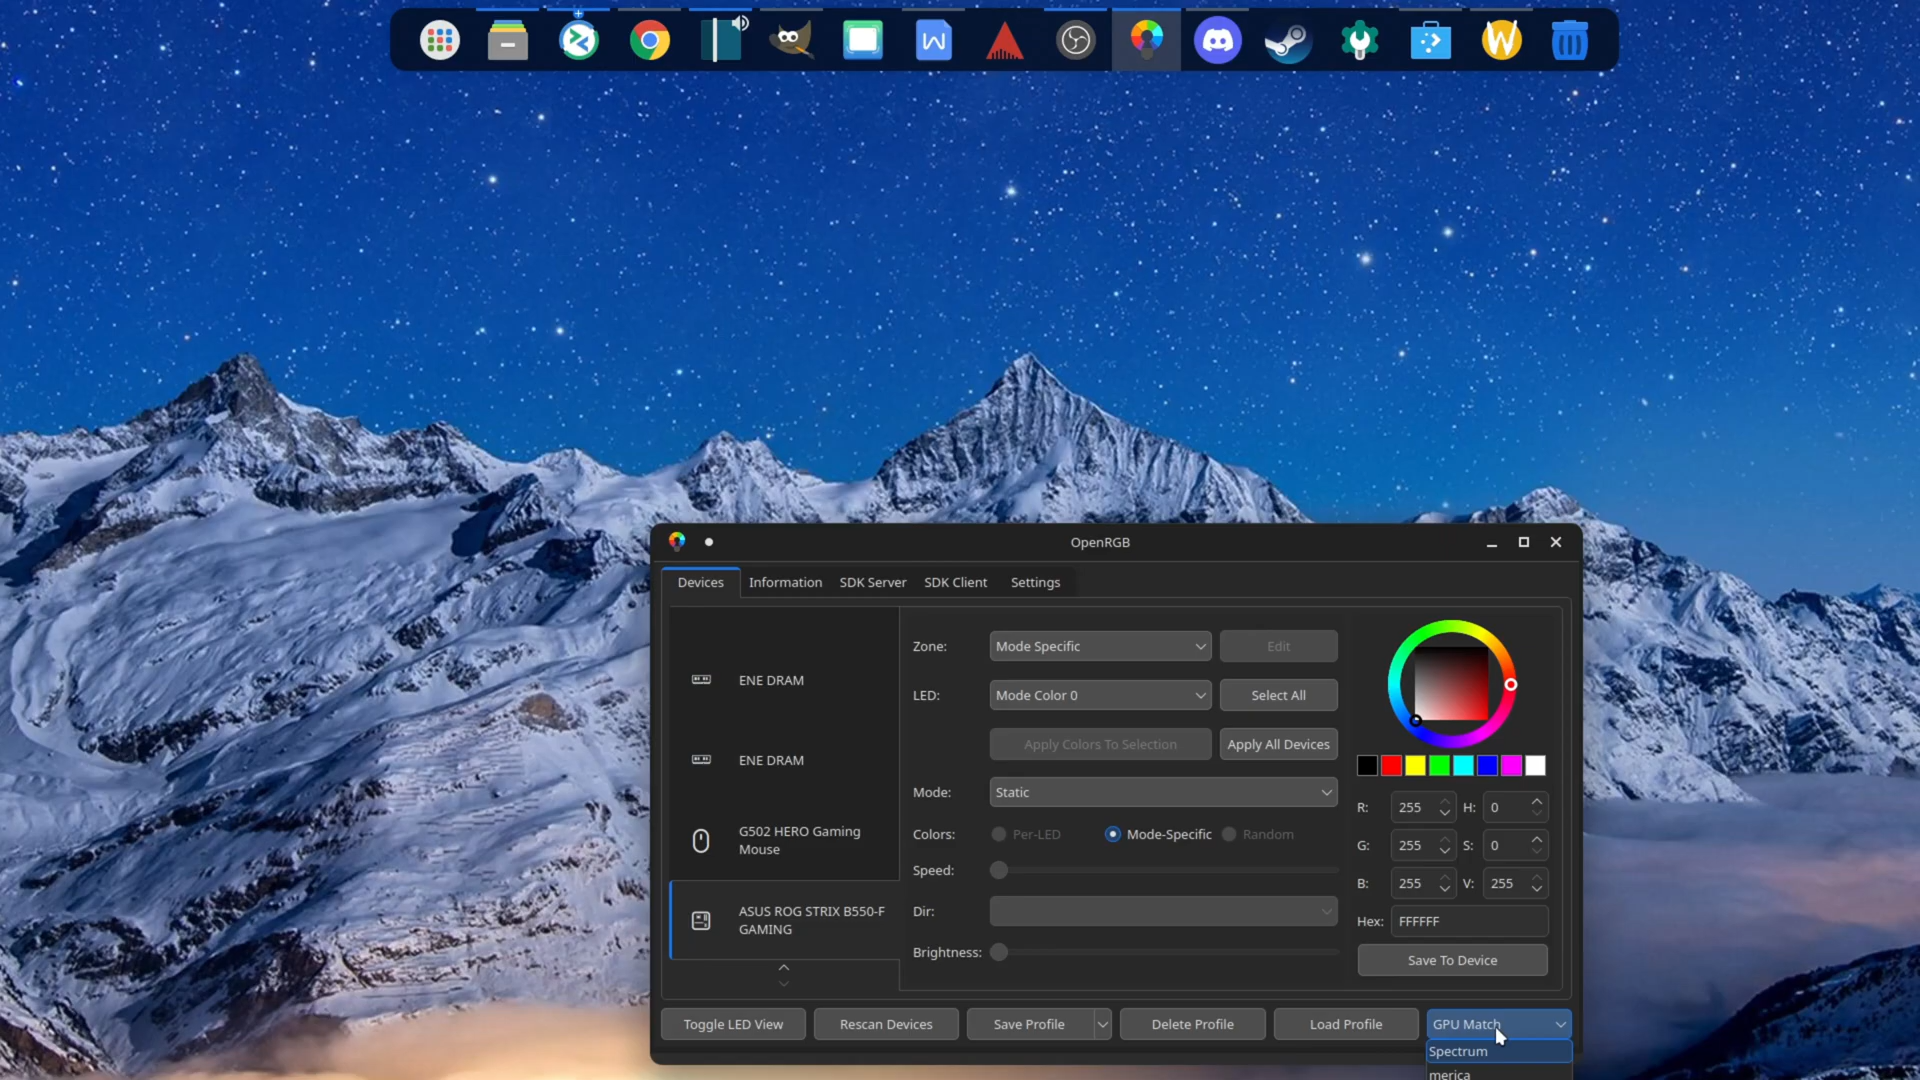 OpenRGB
Devices
Information
SDK Server
SDK Client
Settings
ENE DRAM
ENE DRAM
G502 HERO Gaming
Mouse
ASUS ROG STRIX B550-F
GAMING
Zone:
Mode Specific
Edit
LED:
Mode Color 0
Select All
Apply Colors To Selection
Apply All Devices
Mode:
Static
Colors:
Per-LED
Mode-Specific
Random
Speed:
Dir:
Brightness:
R: 255 H: 0
G: 255 S: 0
B: 255 V: 255
Hex: FFFFFF
Save To Device
Toggle LED View
Rescan Devices
Save Profile
Delete Profile
Load Profile
GPU Match
Spectrum
merica